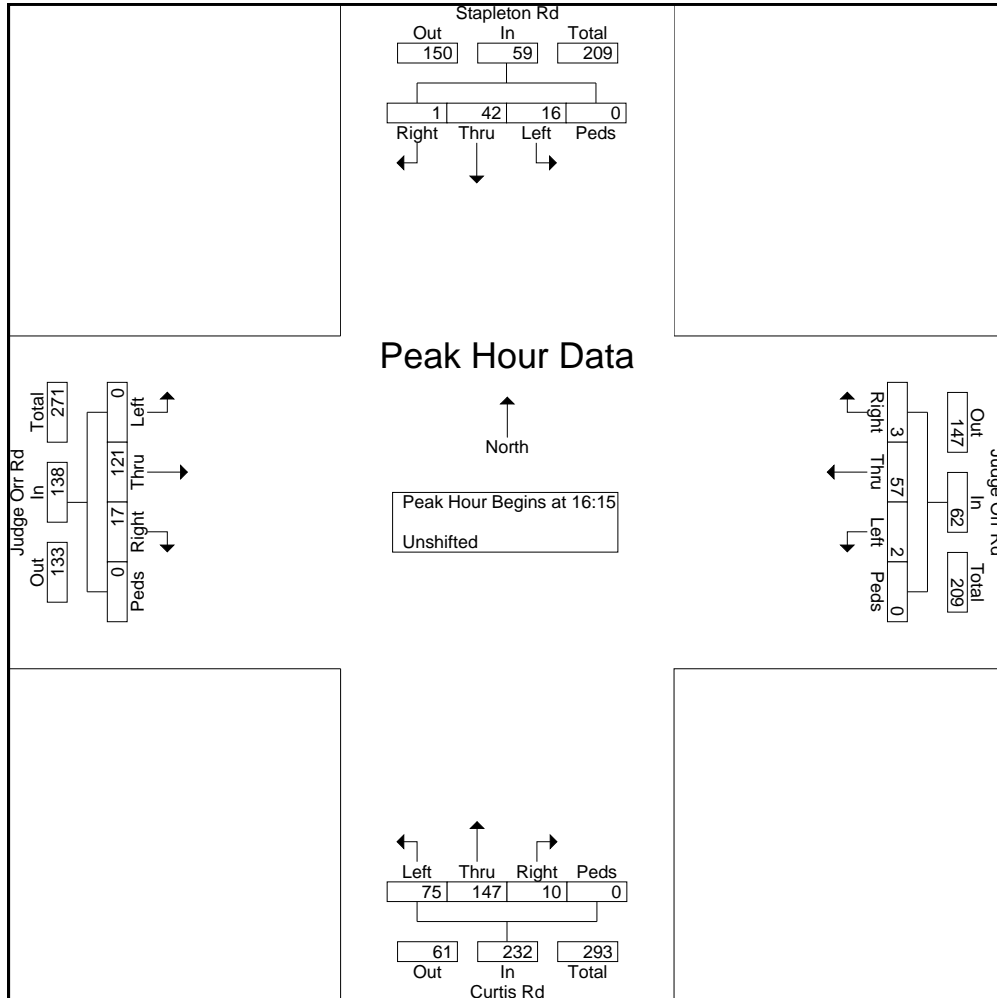 Stapleton Rd
Out In Total
150 59 209
1 42 16 0
Right Thru Left Peds
Peak Hour Data
North
Peak Hour Begins at 16:15
Unshifted
Judge Orr Rd
Total In Out
271 138 133
0 121 17 0
Left Thru Right Peds
Right Thru Left Peds
3 57 2 0
147 62 209
Out In Total
Judge Orr Rd
Left Thru Right Peds
75 147 10 0
61 232 293
Out In Total
Curtis Rd